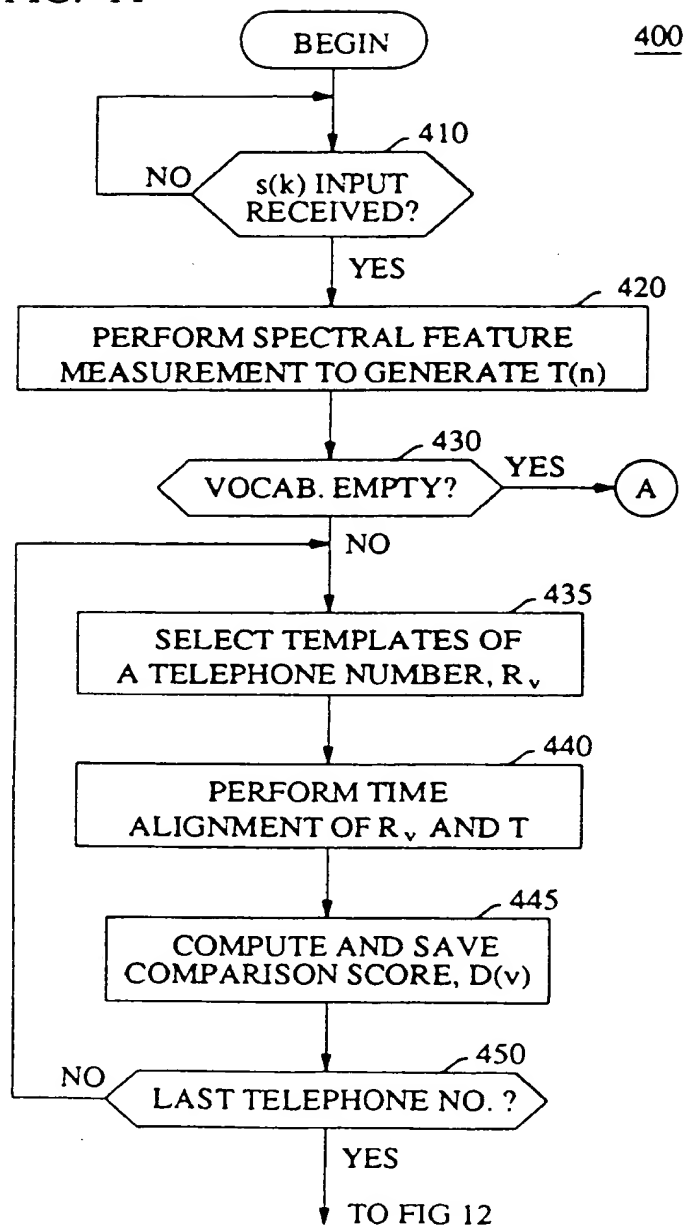 BEGIN
400
410
NO
s(k) INPUT
RECEIVED?
YES
420
PERFORM SPECTRAL FEATURE
MEASUREMENT TO GENERATE T(n)
430
VOCAB. EMPTY?
YES
A
NO
435
SELECT TEMPLATES OF
A TELEPHONE NUMBER, Rᵥ
440
PERFORM TIME
ALIGNMENT OF Rᵥ AND T
445
COMPUTE AND SAVE
COMPARISON SCORE, D(v)
450
NO
LAST TELEPHONE NO. ?
YES
TO FIG 12